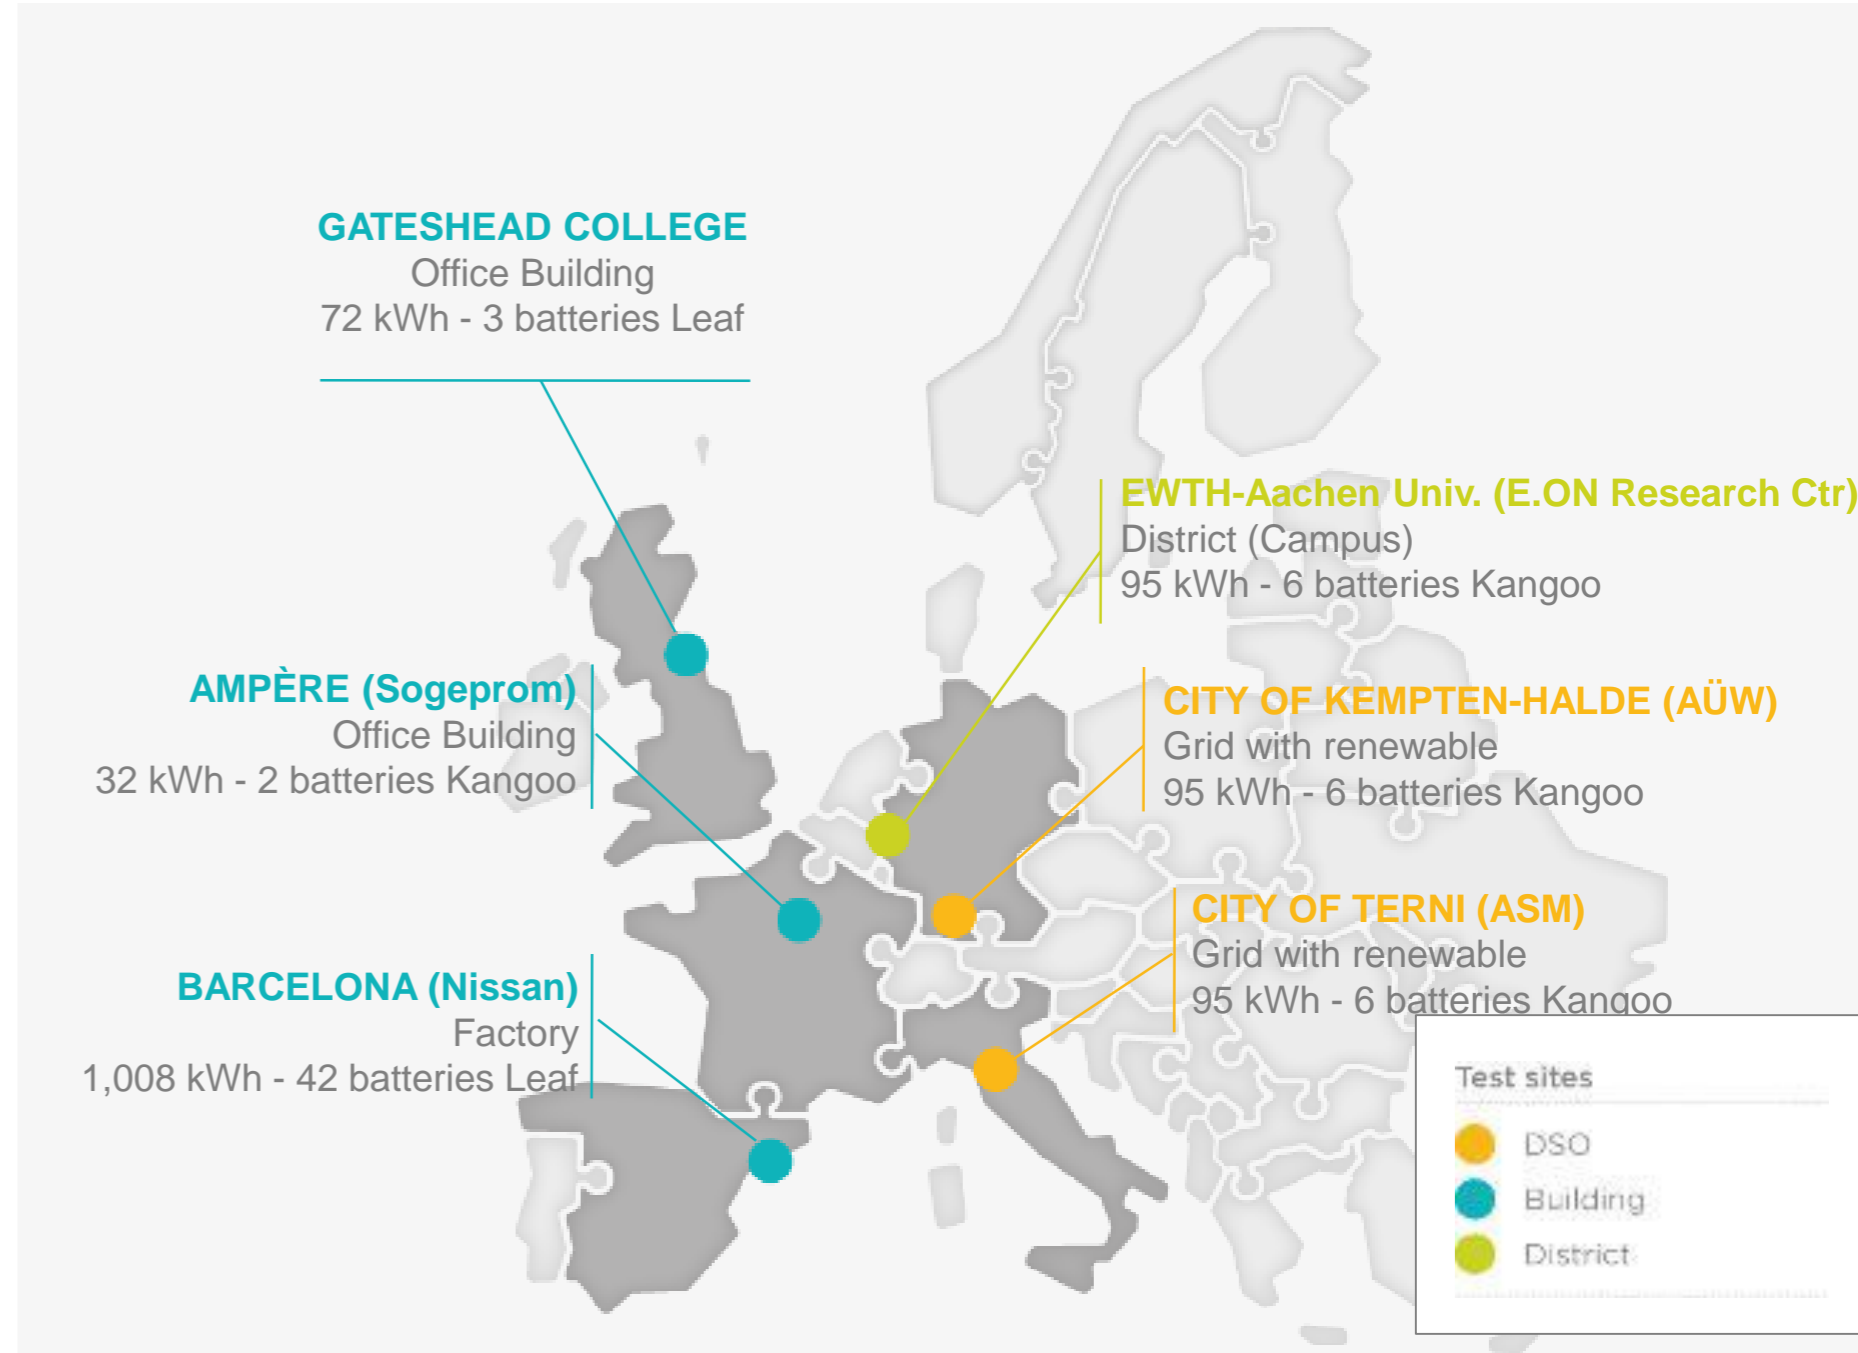 GATESHEAD COLLEGE
Office Building
72 kWh - 3 batteries Leaf
EWTH-Aachen Univ. (E.ON Research Ctr)
District (Campus)
95 kWh - 6 batteries Kangoo
AMPÈRE (Sogeprom)
Office Building
32 kWh - 2 batteries Kangoo
CITY OF KEMPTEN-HALDE (AÜW)
Grid with renewable
95 kWh - 6 batteries Kangoo
CITY OF TERNI (ASM)
Grid with renewable
95 kWh - 6 batteries Kangoo
BARCELONA (Nissan)
Factory
1,008 kWh - 42 batteries Leaf
Test sites
DSO
Building
District